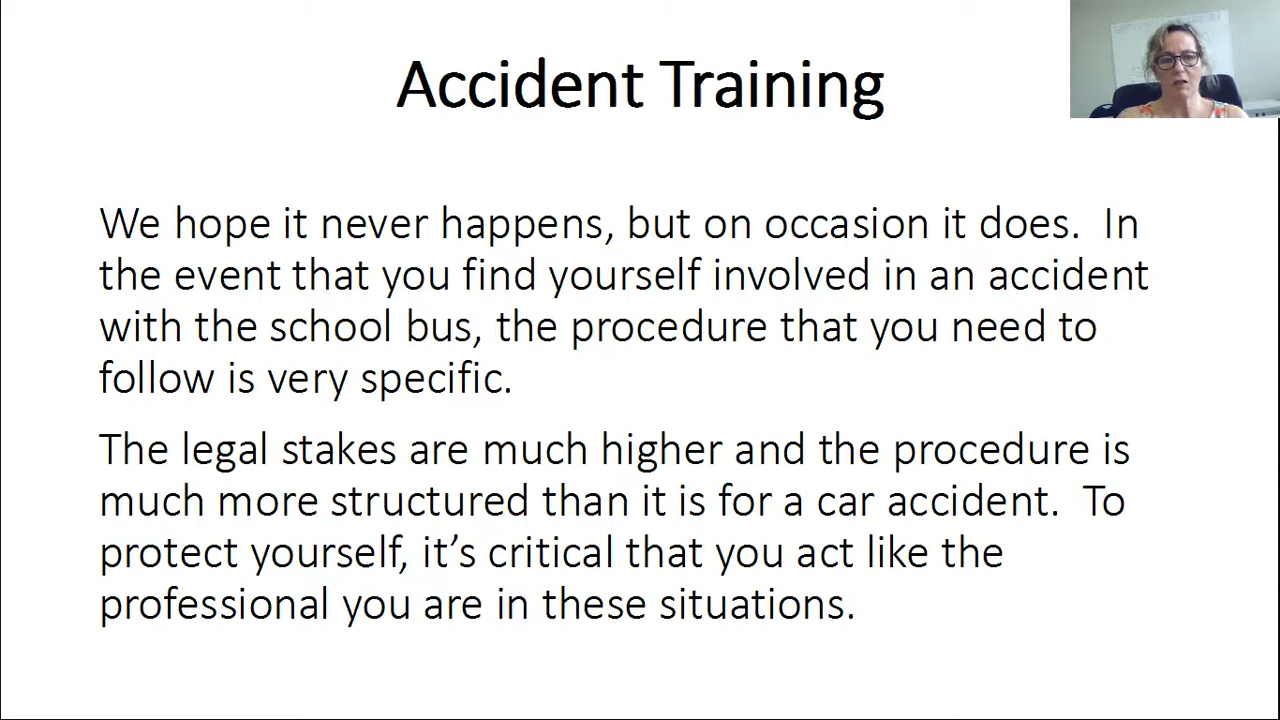 Accident Training
We hope it never happens, but on occasion it does.  In
the event that you find yourself involved in an accident
with the school bus, the procedure that you need to
follow is very specific.
The legal stakes are much higher and the procedure is
much more structured than it is for a car accident.  To
protect yourself, it’s critical that you act like the
professional you are in these situations.